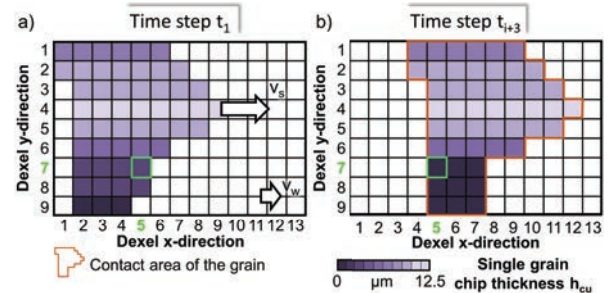 a)
Time step t1
Dexel y-direction
1
2
3
4
5
6
7
8
9
Vs
Vw
1 2 3 4 5 6 7 8 9 10 11 12 13
Dexel x-direction
Contact area of the grain
b)
Time step ti+3
Dexel y-direction
1
2
3
4
5
6
7
8
9
1 2 3 4 5 6 7 8 9 10 11 12 13
Dexel x-direction
0 µm 12.5
Single grain
chip thickness hcu